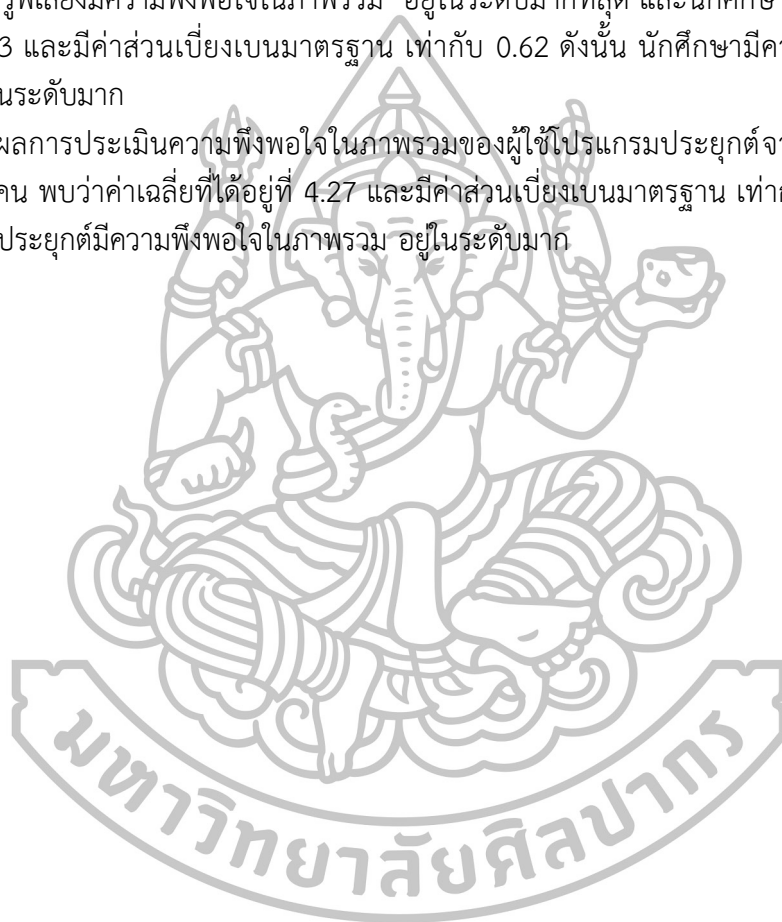 รูพี่เลี้ยงมีความพึงพอใจในภาพรวม อยู่ในระดับมากที่สุด และนักศึกษา
3 และมีค่าส่วนเบี่ยงเบนมาตรฐาน เท่ากับ 0.62 ดังนั้น นักศึกษามีคา
นระดับมาก
ผลการประเมินความพึงพอใจในภาพรวมของผู้ใช้โปรแกรมประยุกต์จา
คน พบว่าค่าเฉลี่ยที่ได้อยู่ที่ 4.27 และมีค่าส่วนเบี่ยงเบนมาตรฐาน
ประยุกต์มีความพึงพอใจในภาพรวม อยู่ในระดับมาก
มหาวิทยาลัยศิลปากร